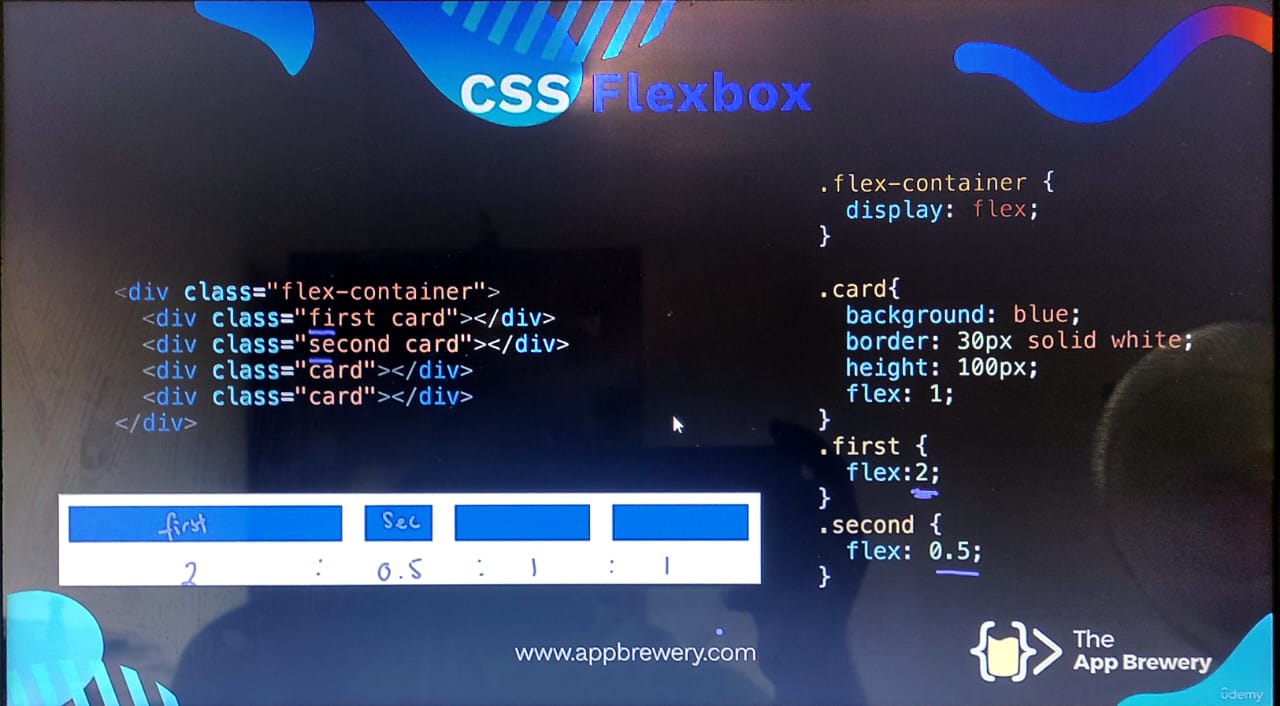 CSS Flexbox
<div class="flex-container">
  <div class="first card"></div>
  <div class="second card"></div>
  <div class="card"></div>
  <div class="card"></div>
</div>
first Sec
2 : 0.5 : 1 : 1
.flex-container {
  display: flex;
}
.card{
  background: blue;
  border: 30px solid white;
  height: 100px;
  flex: 1;
}
.first {
  flex:2;
}
.second {
  flex: 0.5;
}
www.appbrewery.com
The
App Brewery
udemy